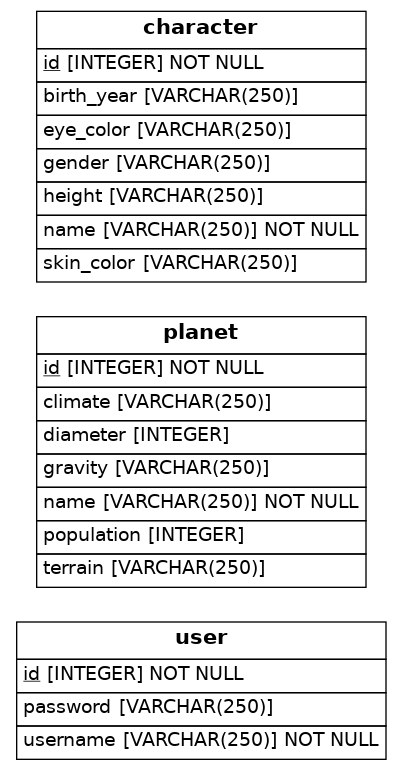 character
id [INTEGER] NOT NULL
birth_year [VARCHAR(250)]
eye_color [VARCHAR(250)]
gender [VARCHAR(250)]
height [VARCHAR(250)]
name [VARCHAR(250)] NOT NULL
skin_color [VARCHAR(250)]
planet
id [INTEGER] NOT NULL
climate [VARCHAR(250)]
diameter [INTEGER]
gravity [VARCHAR(250)]
name [VARCHAR(250)] NOT NULL
population [INTEGER]
terrain [VARCHAR(250)]
user
id [INTEGER] NOT NULL
password [VARCHAR(250)]
username [VARCHAR(250)] NOT NULL